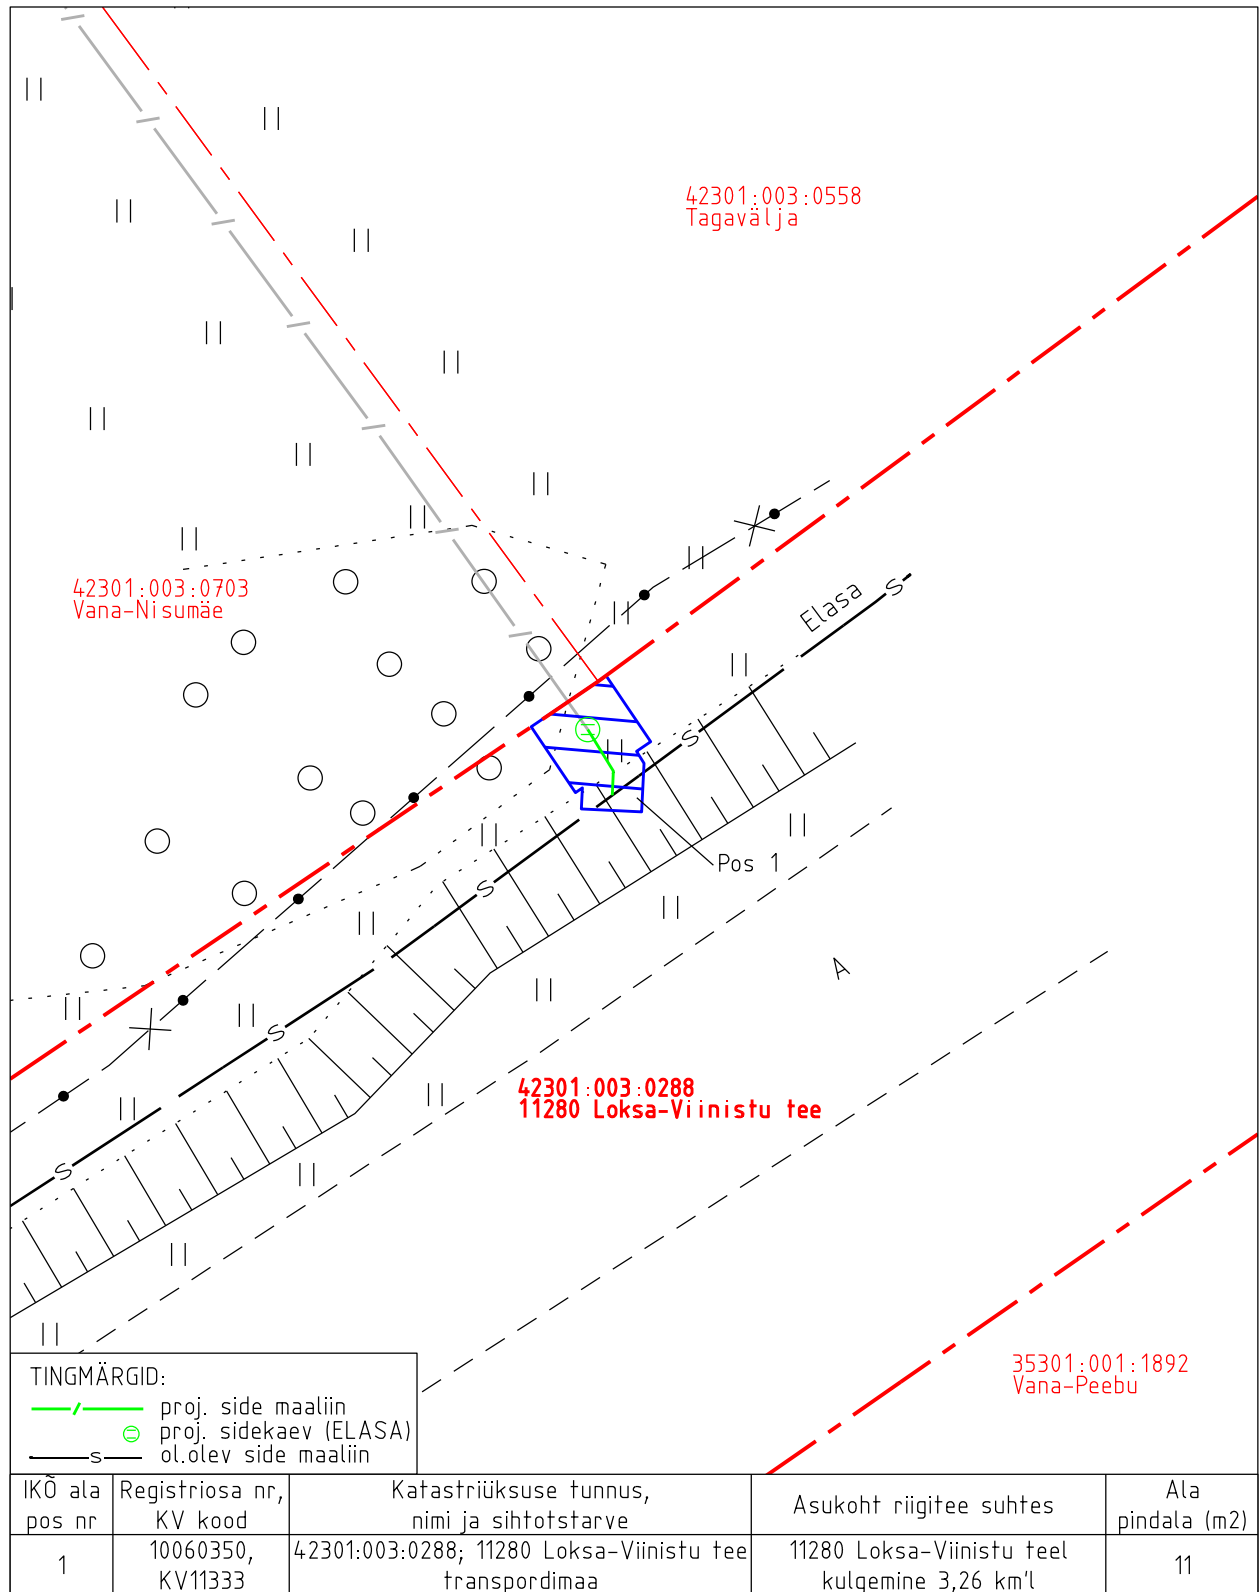 42301:003:0558
Tagavälja
42301:003:0703
Vana-Nisumäe
Elasa
S
S
Pos 1
S
A
S
42301:003:0288
11280 Loksa-Viinistu tee
S
35301:001:1892
Vana-Peebu
TINGMÄRGID:
proj. side maaliin
proj. sidekaev (ELASA)
S ol.olev side maaliin
IKÕ ala pos nr
Registriosa nr, KV kood
Katastriüksuse tunnus, nimi ja sihtotstarve
Asukoht riigitee suhtes
Ala pindala (m2)
1
10060350, KV11333
42301:003:0288; 11280 Loksa-Viinistu tee transpordimaa
11280 Loksa-Viinistu teel kulgemine 3,26 km'l
11